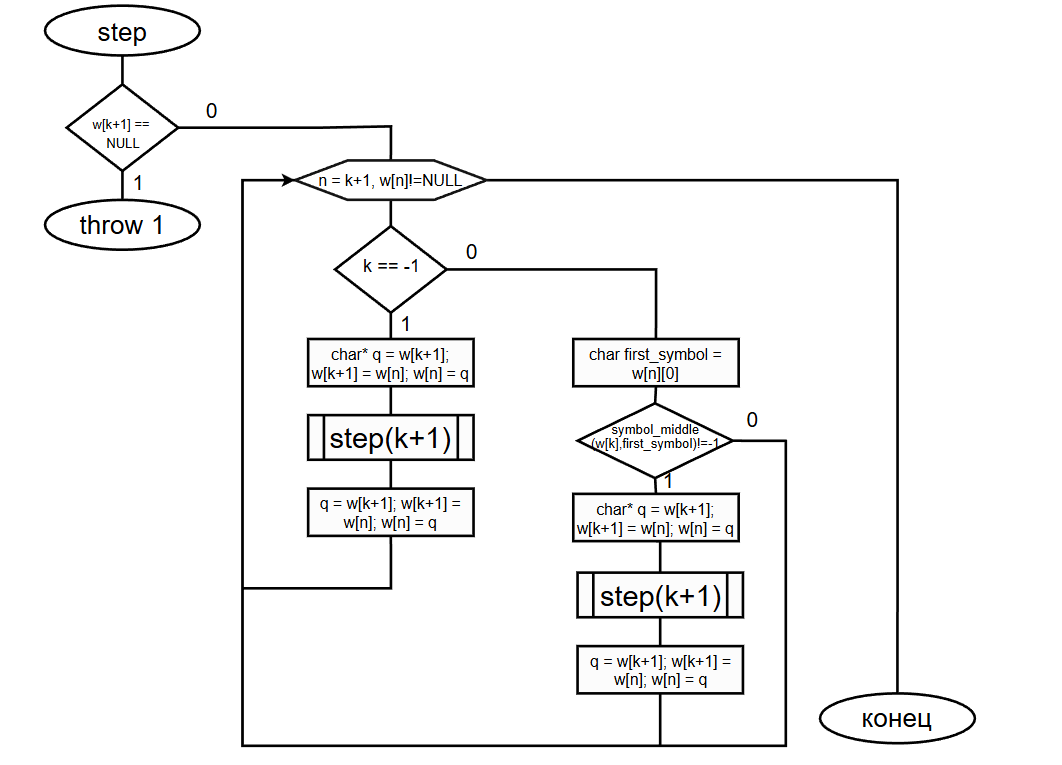 step
w[k+1] ==
NULL
0
1
throw 1
n = k+1, w[n]!=NULL
k == -1
0
1
char* q = w[k+1];
w[k+1] = w[n]; w[n] = q
step(k+1)
q = w[k+1]; w[k+1] =
w[n]; w[n] = q
char first_symbol =
w[n][0]
symbol_middle
(w[k],first_symbol)!=-1
0
1
char* q = w[k+1];
w[k+1] = w[n]; w[n] = q
step(k+1)
q = w[k+1]; w[k+1] =
w[n]; w[n] = q
конец